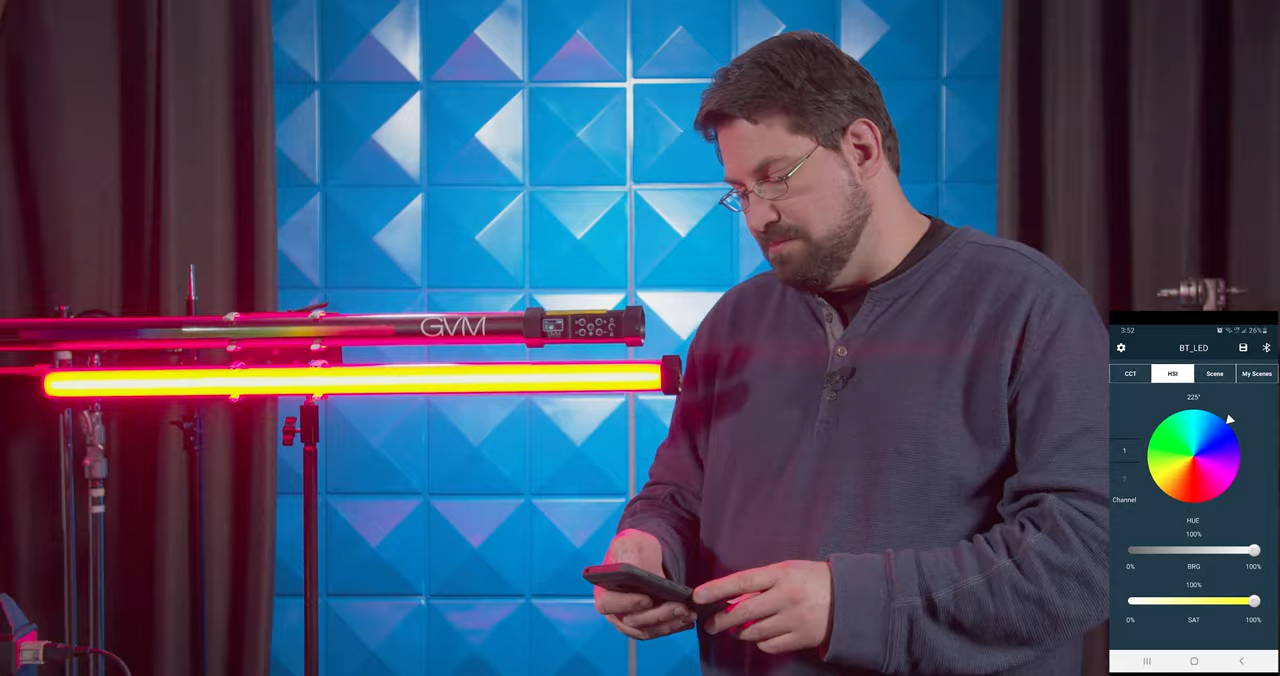 GVM
3:52
26%
BT_LED
CCT
HSI
Scene
My Scenes
225°
1
2
Channel
HUE
100%
0%
BRG
100%
100%
0%
SAT
100%